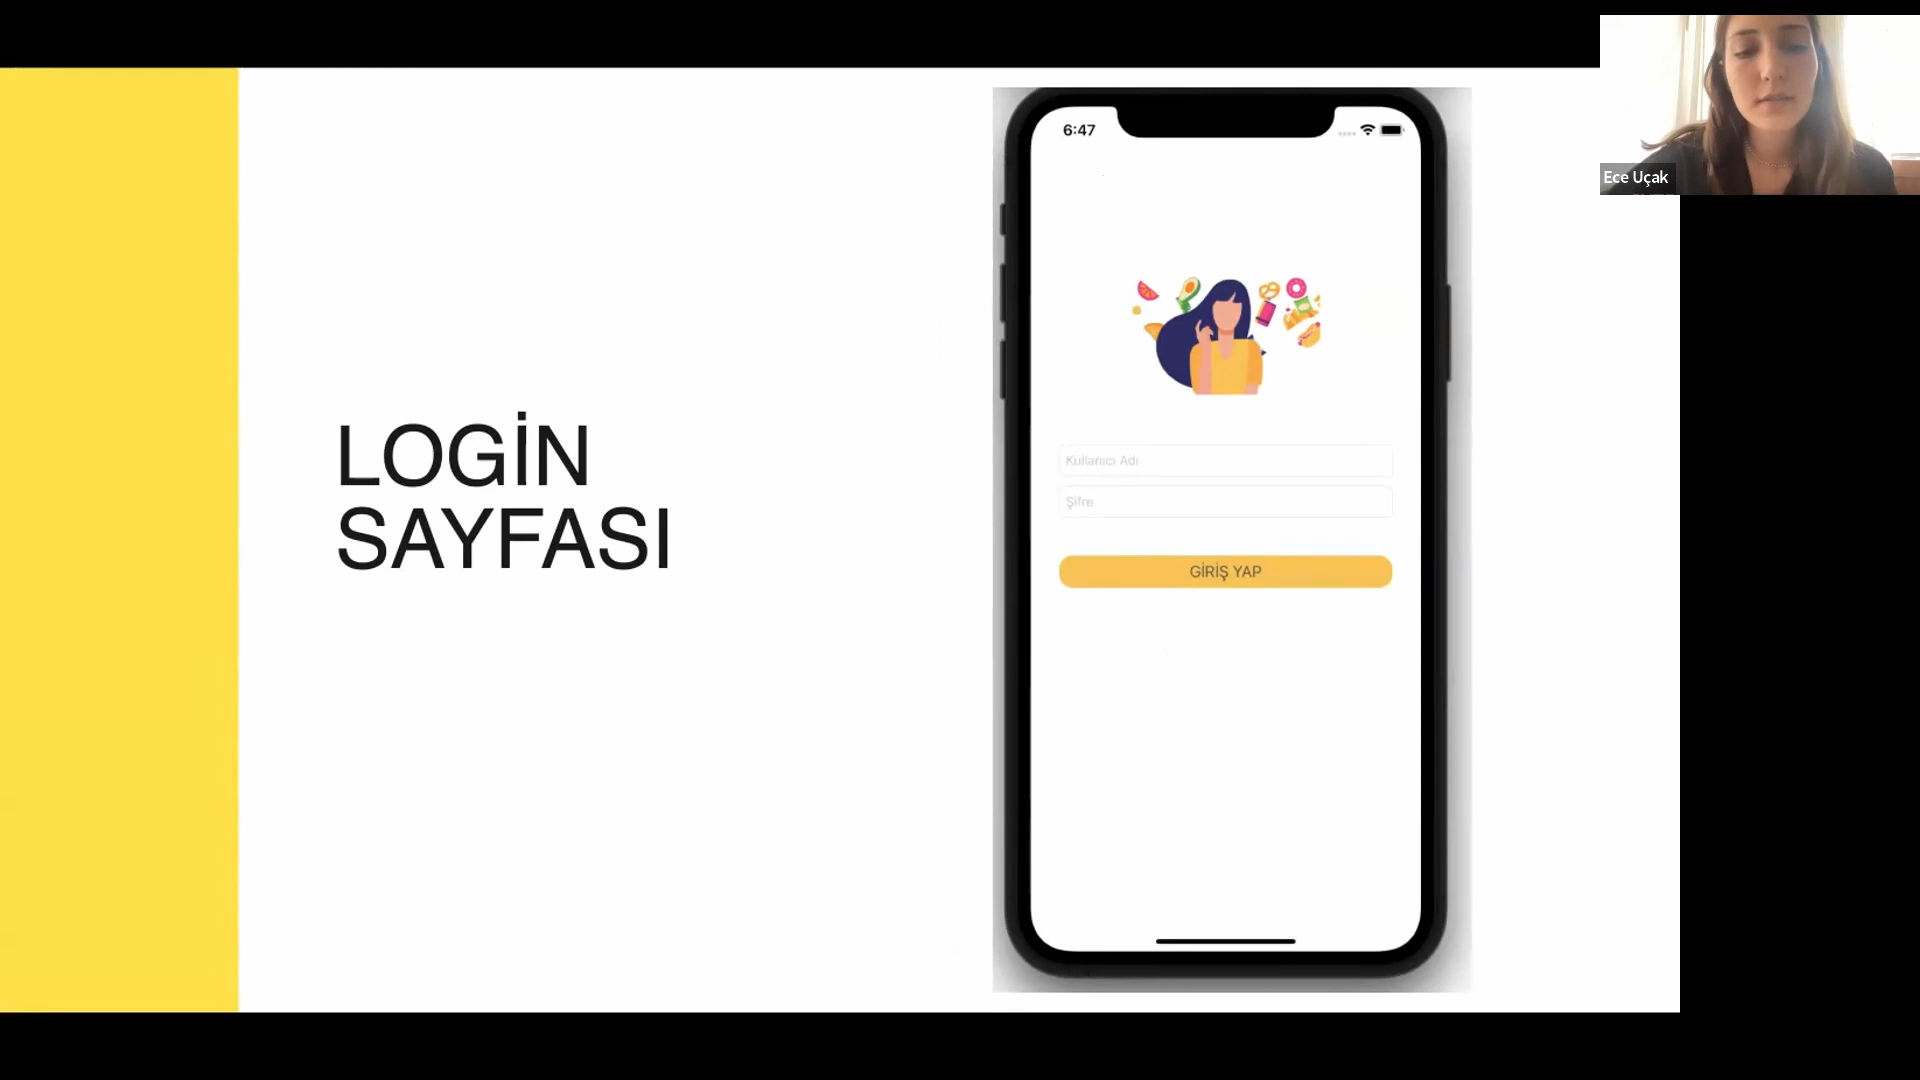 LOGİN
SAYFASI
6:47
Kullanıcı Adı
Şifre
GİRİŞ YAP
Ece Uçak